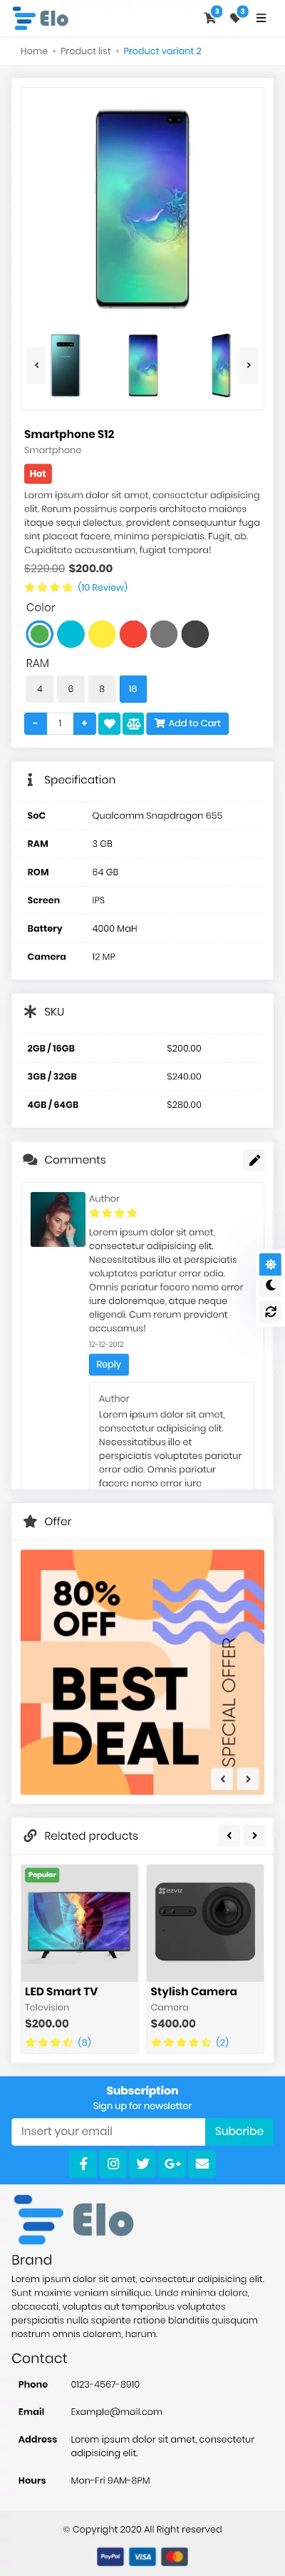 Elo
3
3
Home • Product list • Product variant 2
Smartphone S12
Smartphone
Hot
Lorem ipsum dolor sit amet, consectetur adipisicing
elit. Rerum possimus corporis architecto maiores
itaque sequi delectus, provident consequuntur fuga
sint placeat facere, minima perspiciatis. Fugit, ab.
Cupiditate accusantium, fugiat tempora!
$220.00 $200.00
(10 Review)
Color
RAM
4 6 8 16
- 1 + Add to Cart
Specification
SoC Qualcomm Snapdragon 655
RAM 3 GB
ROM 64 GB
Screen IPS
Battery 4000 MaH
Camera 12 MP
SKU
2GB / 16GB $200.00
3GB / 32GB $240.00
4GB / 64GB $280.00
Comments
Author
Lorem ipsum dolor sit amet,
consectetur adipisicing elit.
Necessitatibus illo et perspiciatis
voluptates pariatur error odio.
Omnis pariatur facere nemo error
iure doloremque, atque neque
eligendi. Cum rerum provident
accusamus!
12-12-2012
Reply
Author
Lorem ipsum dolor sit amet,
consectetur adipisicing elit.
Necessitatibus illo et
perspiciatis voluptates pariatur
error odio. Omnis pariatur
facere nemo error iure
Offer
80%
OFF
BEST
DEAL
SPECIAL OFFER
Related products
Popular
LED Smart TV
Television
$200.00
(8)
ezviz
Stylish Camera
Camera
$400.00
(2)
Subscription
Sign up for newsletter
Insert your email Subcribe
Elo
Brand
Lorem ipsum dolor sit amet, consectetur adipisicing elit.
Sunt maxime veniam similique. Unde minima dolore,
obcaecati, voluptas aut temporibus voluptates
perspiciatis nulla sapiente ratione blanditiis quisquam
nostrum omnis dolorem, harum.
Contact
Phone 0123-4567-8910
Email Example@mail.com
Address Lorem ipsum dolor sit amet, consectetur
adipisicing elit.
Hours Mon-Fri 9AM-8PM
© Copyright 2020 All Right reserved
PayPal VISA